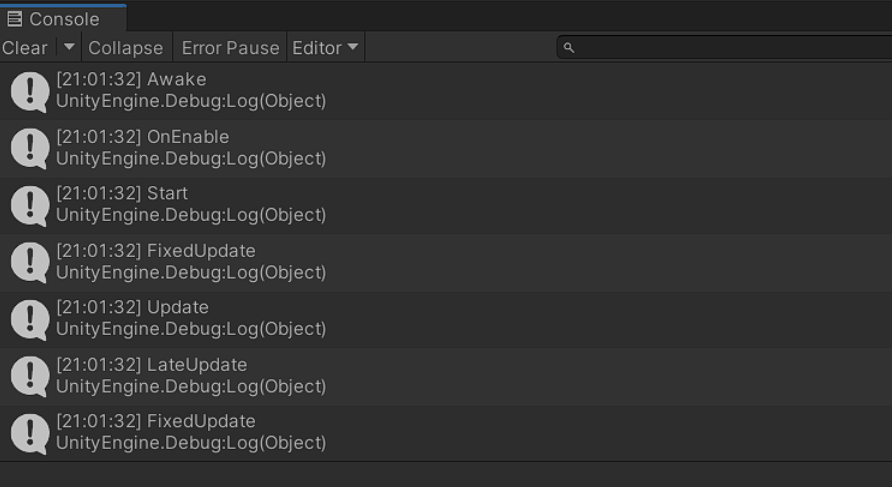 Console
Clear Collapse Error Pause Editor
[21:01:32] Awake
UnityEngine.Debug:Log(Object)
[21:01:32] OnEnable
UnityEngine.Debug:Log(Object)
[21:01:32] Start
UnityEngine.Debug:Log(Object)
[21:01:32] FixedUpdate
UnityEngine.Debug:Log(Object)
[21:01:32] Update
UnityEngine.Debug:Log(Object)
[21:01:32] LateUpdate
UnityEngine.Debug:Log(Object)
[21:01:32] FixedUpdate
UnityEngine.Debug:Log(Object)